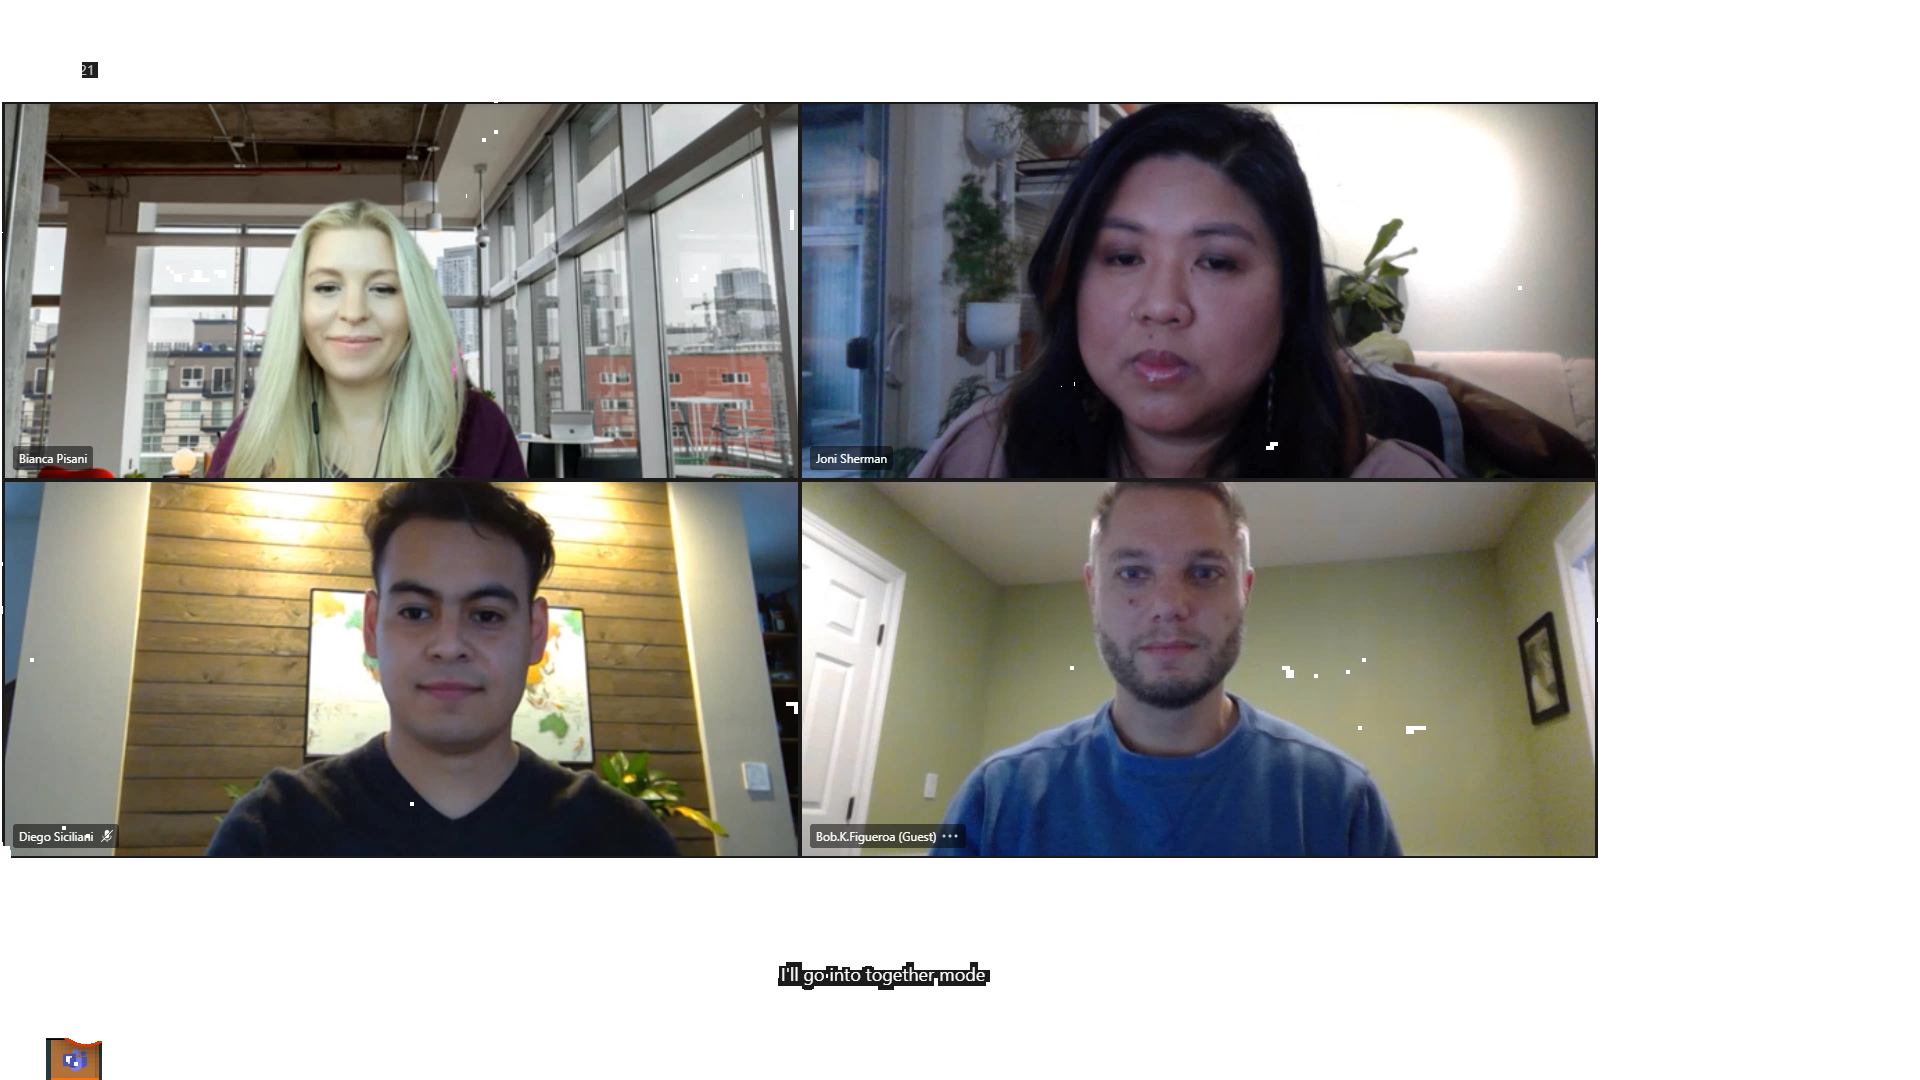 21
Bianca Pisani
Joni Sherman
Diego Siciliani
Bob.K.Figueroa (Guest) •••
I'll go into together mode